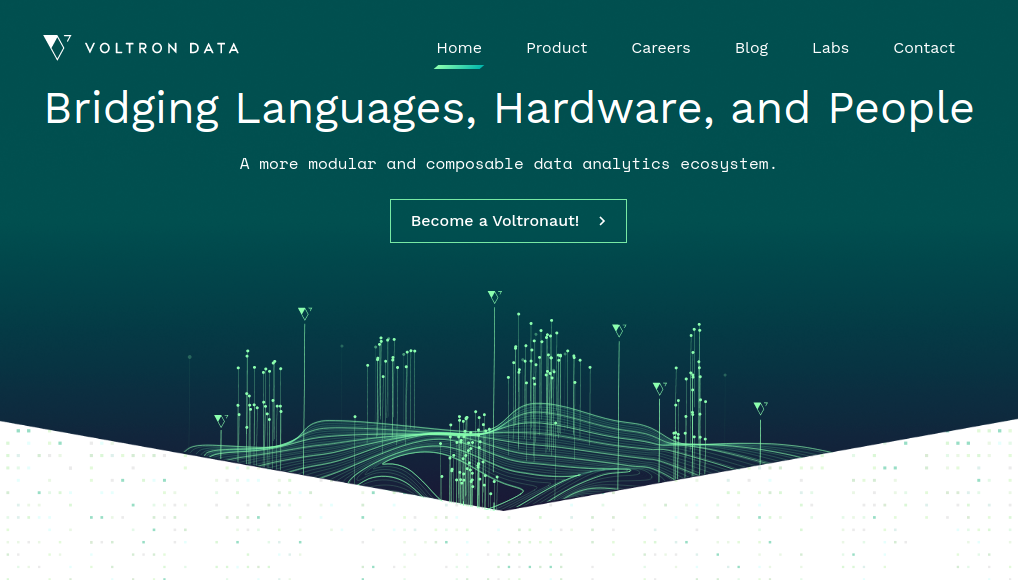 VOLTRON DATA
Home Product Careers Blog Labs Contact
Bridging Languages, Hardware, and People
A more modular and composable data analytics ecosystem.
Become a Voltronaut!